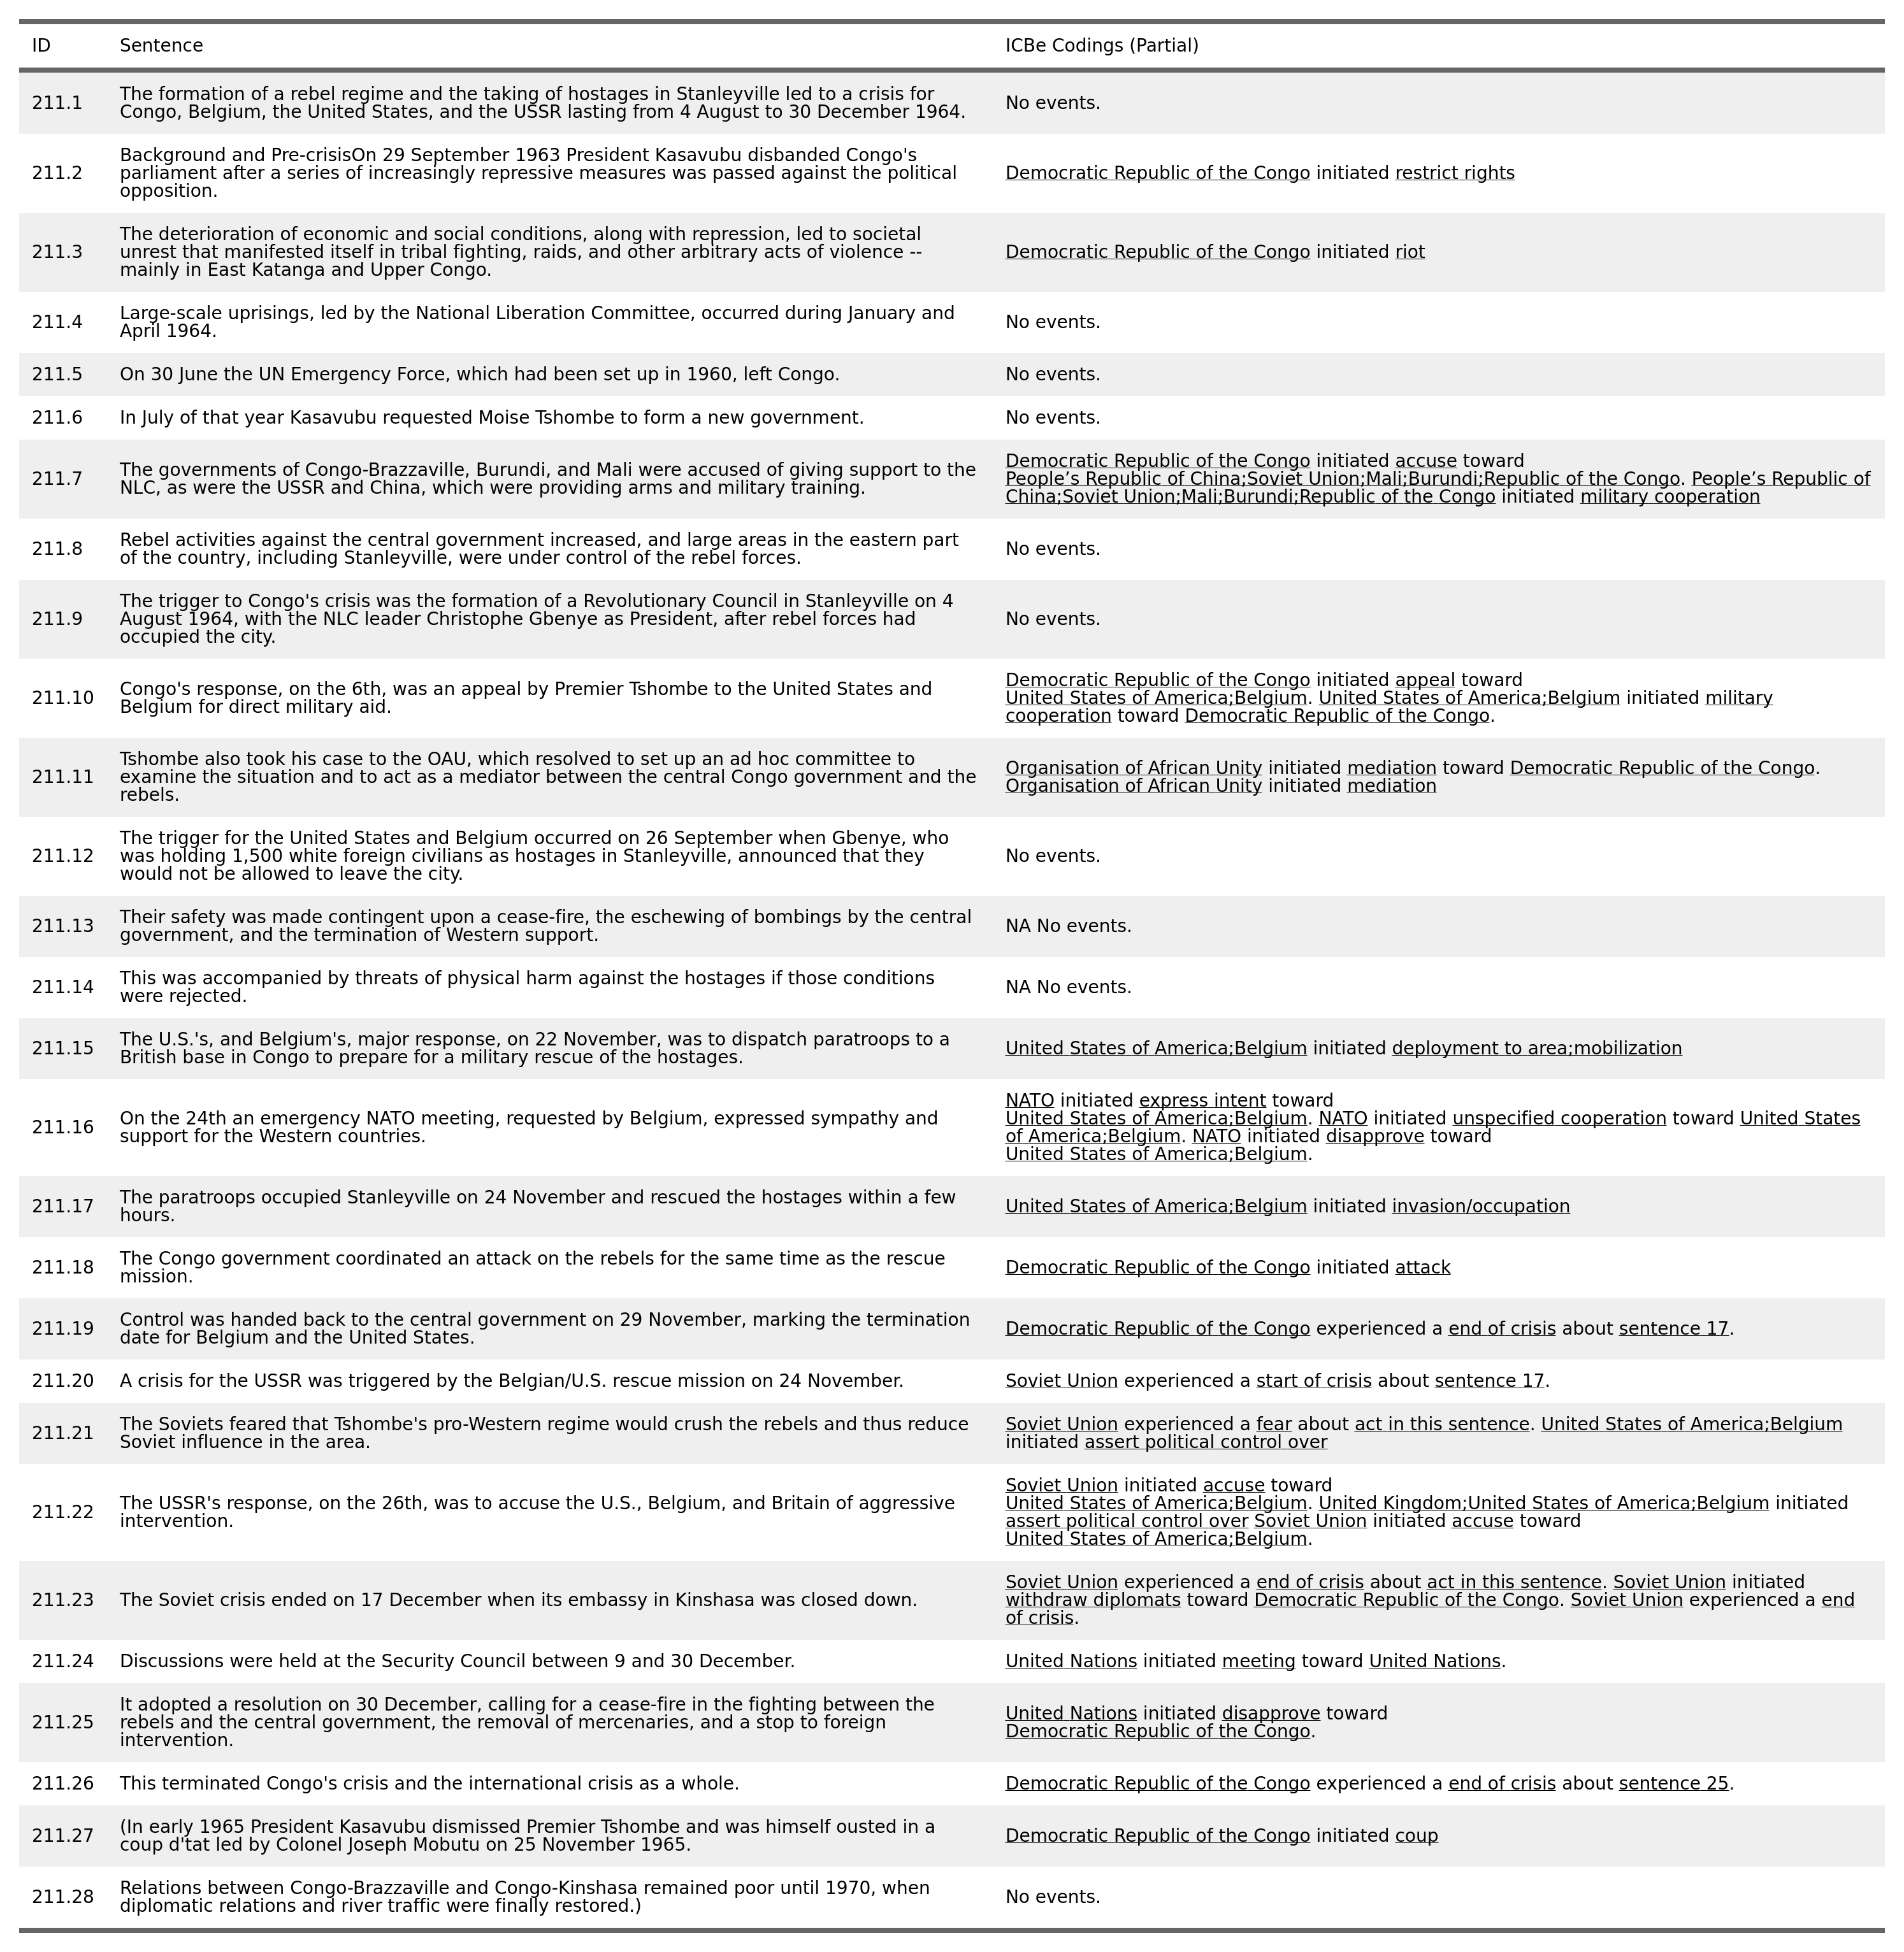 ID Sentence ICBe Codings (Partial)
211.1 The formation of a rebel regime and the taking of hostages in Stanleyville led to a crisis for
Congo, Belgium, the United States, and the USSR lasting from 4 August to 30 December 1964.
No events.
211.2 Background and Pre-crisisOn 29 September 1963 President Kasavubu disbanded Congo's
parliament after a series of increasingly repressive measures was passed against the political
opposition.
Democratic Republic of the Congo initiated restrict rights
211.3 The deterioration of economic and social conditions, along with repression, led to societal
unrest that manifested itself in tribal fighting, raids, and other arbitrary acts of violence --
mainly in East Katanga and Upper Congo.
Democratic Republic of the Congo initiated riot
211.4 Large-scale uprisings, led by the National Liberation Committee, occurred during January and
April 1964.
No events.
211.5 On 30 June the UN Emergency Force, which had been set up in 1960, left Congo.
No events.
211.6 In July of that year Kasavubu requested Moise Tshombe to form a new government.
No events.
211.7 The governments of Congo-Brazzaville, Burundi, and Mali were accused of giving support to the
NLC, as were the USSR and China, which were providing arms and military training.
Democratic Republic of the Congo initiated accuse toward
People’s Republic of China;Soviet Union;Mali;Burundi;Republic of the Congo. People’s Republic of
China;Soviet Union;Mali;Burundi;Republic of the Congo initiated military cooperation
211.8 Rebel activities against the central government increased, and large areas in the eastern part
of the country, including Stanleyville, were under control of the rebel forces.
No events.
211.9 The trigger to Congo's crisis was the formation of a Revolutionary Council in Stanleyville on 4
August 1964, with the NLC leader Christophe Gbenye as President, after rebel forces had
occupied the city.
No events.
211.10 Congo's response, on the 6th, was an appeal by Premier Tshombe to the United States and
Belgium for direct military aid.
Democratic Republic of the Congo initiated appeal toward
United States of America;Belgium. United States of America;Belgium initiated military
cooperation toward Democratic Republic of the Congo.
211.11 Tshombe also took his case to the OAU, which resolved to set up an ad hoc committee to
examine the situation and to act as a mediator between the central Congo government and the
rebels.
Organisation of African Unity initiated mediation toward Democratic Republic of the Congo.
Organisation of African Unity initiated mediation
211.12 The trigger for the United States and Belgium occurred on 26 September when Gbenye, who
was holding 1,500 white foreign civilians as hostages in Stanleyville, announced that they
would not be allowed to leave the city.
No events.
211.13 Their safety was made contingent upon a cease-fire, the eschewing of bombings by the central
government, and the termination of Western support.
NA No events.
211.14 This was accompanied by threats of physical harm against the hostages if those conditions
were rejected.
NA No events.
211.15 The U.S.'s, and Belgium's, major response, on 22 November, was to dispatch paratroops to a
British base in Congo to prepare for a military rescue of the hostages.
United States of America;Belgium initiated deployment to area;mobilization
211.16 On the 24th an emergency NATO meeting, requested by Belgium, expressed sympathy and
support for the Western countries.
NATO initiated express intent toward
United States of America;Belgium. NATO initiated unspecified cooperation toward United States
of America;Belgium. NATO initiated disapprove toward
United States of America;Belgium.
211.17 The paratroops occupied Stanleyville on 24 November and rescued the hostages within a few
hours.
United States of America;Belgium initiated invasion/occupation
211.18 The Congo government coordinated an attack on the rebels for the same time as the rescue
mission.
Democratic Republic of the Congo initiated attack
211.19 Control was handed back to the central government on 29 November, marking the termination
date for Belgium and the United States.
Democratic Republic of the Congo experienced a end of crisis about sentence 17.
211.20 A crisis for the USSR was triggered by the Belgian/U.S. rescue mission on 24 November.
Soviet Union experienced a start of crisis about sentence 17.
211.21 The Soviets feared that Tshombe's pro-Western regime would crush the rebels and thus reduce
Soviet influence in the area.
Soviet Union experienced a fear about act in this sentence. United States of America;Belgium
initiated assert political control over
211.22 The USSR's response, on the 26th, was to accuse the U.S., Belgium, and Britain of aggressive
intervention.
Soviet Union initiated accuse toward
United States of America;Belgium. United Kingdom;United States of America;Belgium initiated
assert political control over Soviet Union initiated accuse toward
United States of America;Belgium.
211.23 The Soviet crisis ended on 17 December when its embassy in Kinshasa was closed down.
Soviet Union experienced a end of crisis about act in this sentence. Soviet Union initiated
withdraw diplomats toward Democratic Republic of the Congo. Soviet Union experienced a end
of crisis.
211.24 Discussions were held at the Security Council between 9 and 30 December.
United Nations initiated meeting toward United Nations.
211.25 It adopted a resolution on 30 December, calling for a cease-fire in the fighting between the
rebels and the central government, the removal of mercenaries, and a stop to foreign
intervention.
United Nations initiated disapprove toward
Democratic Republic of the Congo.
211.26 This terminated Congo's crisis and the international crisis as a whole.
Democratic Republic of the Congo experienced a end of crisis about sentence 25.
211.27 (In early 1965 President Kasavubu dismissed Premier Tshombe and was himself ousted in a
coup d'tat led by Colonel Joseph Mobutu on 25 November 1965.
Democratic Republic of the Congo initiated coup
211.28 Relations between Congo-Brazzaville and Congo-Kinshasa remained poor until 1970, when
diplomatic relations and river traffic were finally restored.)
No events.